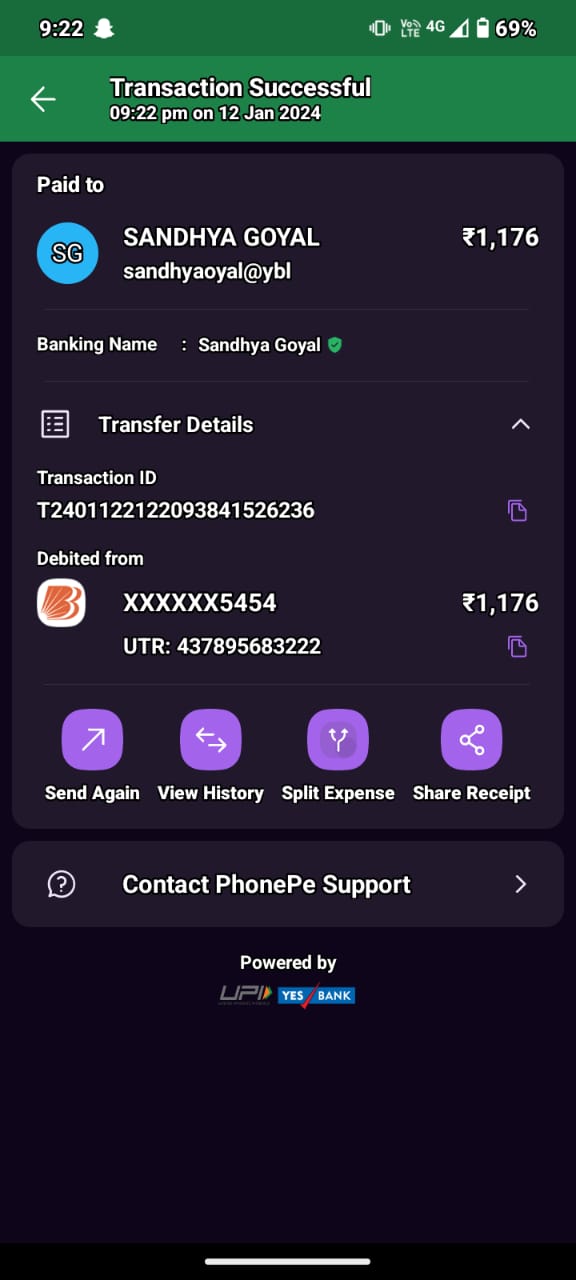 9:22
Vo
LTE
4G
69%
Transaction Successful
09:22 pm on 12 Jan 2024
Paid to
SG
SANDHYA GOYAL
₹1,176
sandhyaoyal@ybl
Banking Name : Sandhya Goyal
Transfer Details
Transaction ID
T2401122122093841526236
Debited from
XXXXXX5454
₹1,176
UTR: 437895683222
Send Again
View History
Split Expense
Share Receipt
Contact PhonePe Support
Powered by
UPI
YES BANK